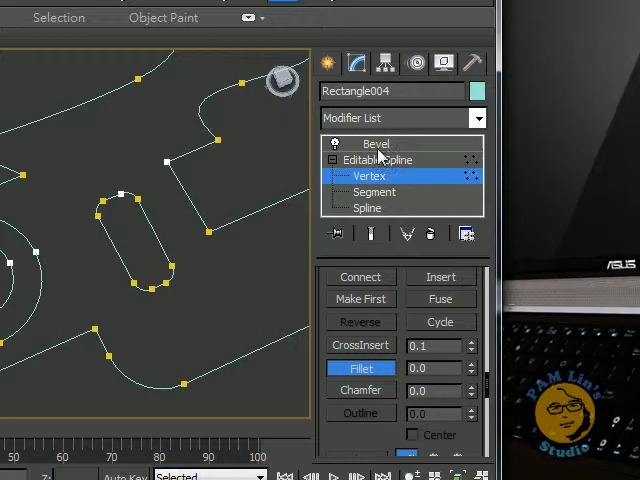 Selection Object Paint
Rectangle004
Modifier List
Bevel
Editable Spline
Vertex
Segment
Spline
Connect Insert
Make First Fuse
Reverse Cycle
CrossInsert 0.1
Fillet 0.0
Chamfer 0.0
Outline 0.0
Center
50 60 70 80 90 100
Z: Auto Key Selected
ASUS
PAM Lin's
Studio